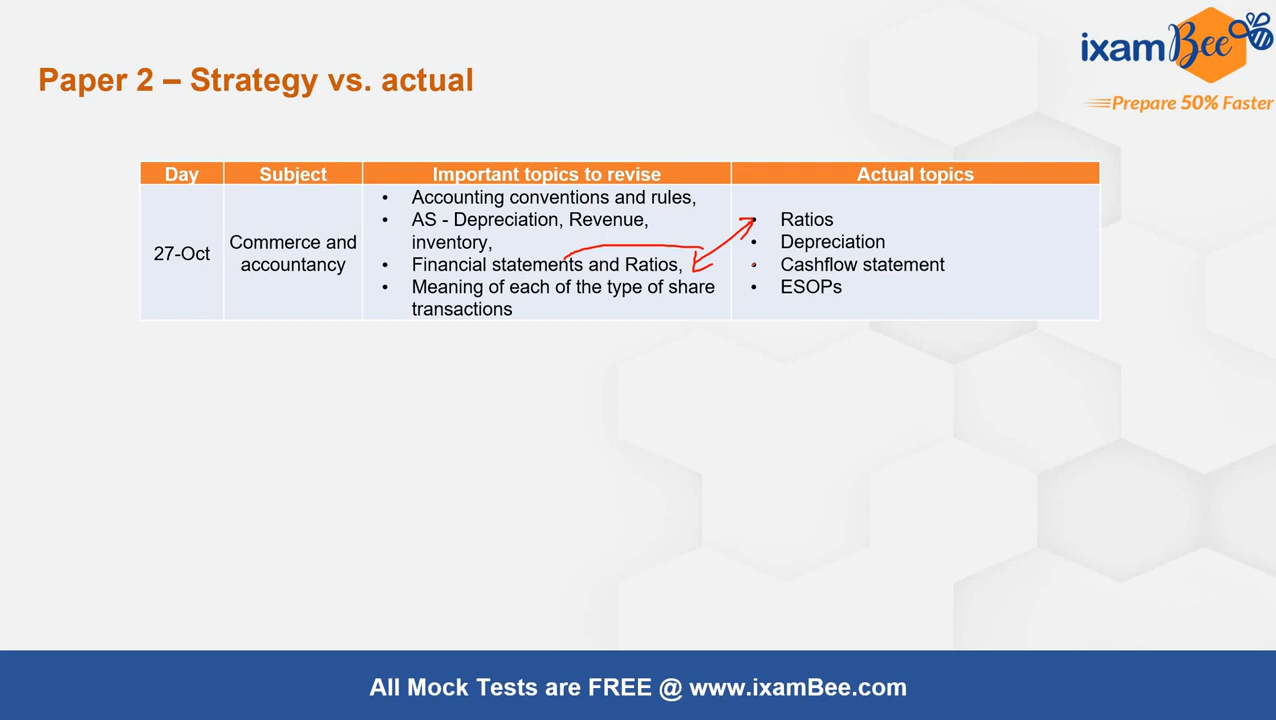 ixamBee
Prepare 50% Faster
Paper 2 – Strategy vs. actual
Day Subject Important topics to revise Actual topics
27-Oct
Commerce and
accountancy
• Accounting conventions and rules,
• AS - Depreciation, Revenue,
inventory,
• Financial statements and Ratios,
• Meaning of each of the type of share
transactions
• Ratios
• Depreciation
• Cashflow statement
• ESOPs
All Mock Tests are FREE @ www.ixamBee.com